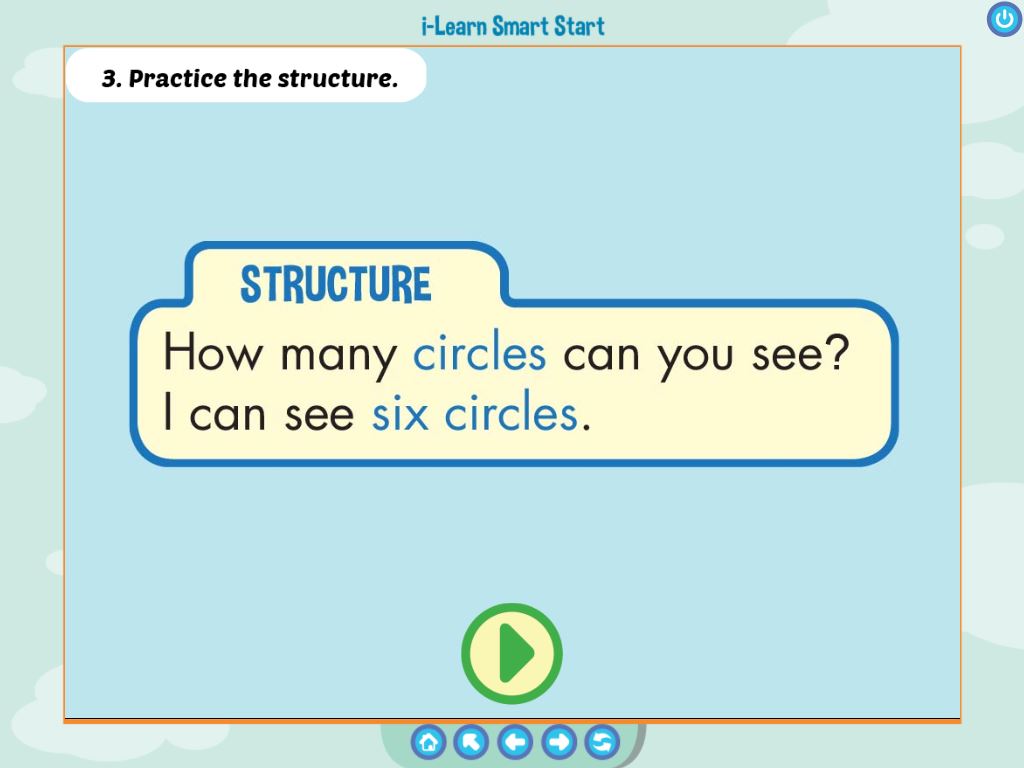 i-Learn Smart Start
3. Practice the structure.
STRUCTURE
How many circles can you see?
I can see six circles.